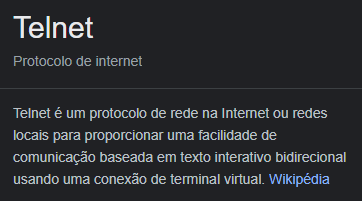 Telnet
Protocolo de internet
Telnet é um protocolo de rede na Internet ou redes
locais para proporcionar uma facilidade de
comunicação baseada em texto interativo bidirecional
usando uma conexão de terminal virtual. Wikipédia